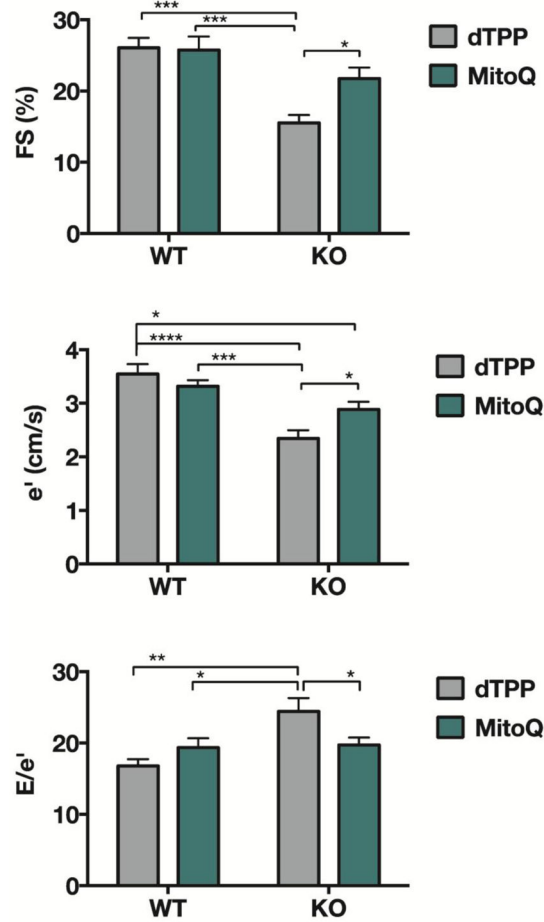 ***
***
*
30
20
10
0
FS (%)
WT
KO
dTPP
MitoQ
*
****
***
*
4
3
2
1
0
e' (cm/s)
WT
KO
dTPP
MitoQ
**
*
*
30
20
10
0
E/e'
WT
KO
dTPP
MitoQ